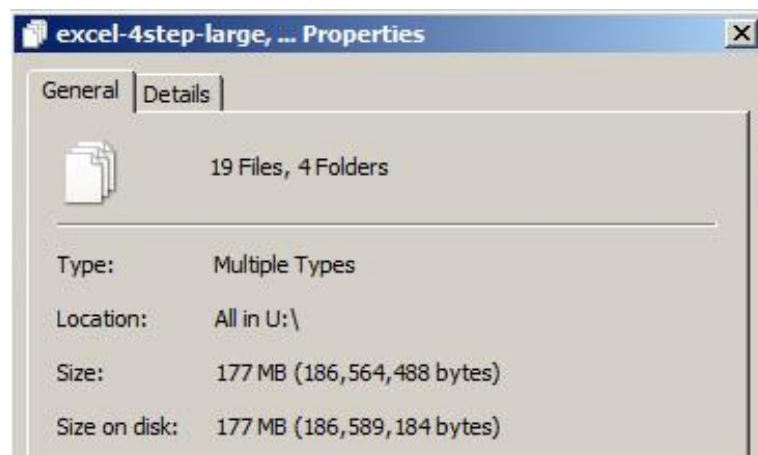 excel-4step-large, ... Properties
General Details
19 Files, 4 Folders
Type: Multiple Types
Location: All in U:\
Size: 177 MB (186,564,488 bytes)
Size on disk: 177 MB (186,589,184 bytes)